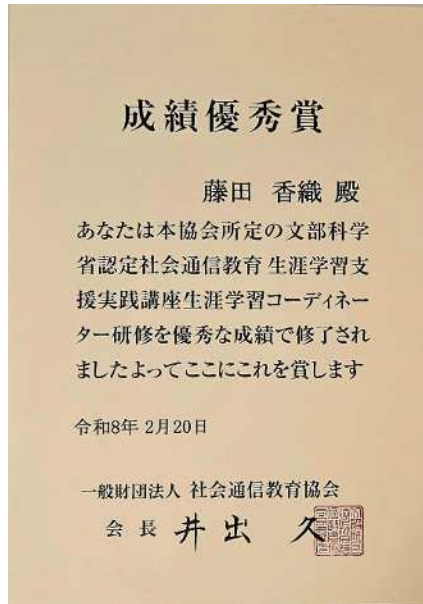 成績優秀賞
藤田 香織 殿
あなたは本協会所定の文部科学
省認定社会通信教育 生涯学習支
援実践講座生涯学習コーディネー
ター研修を優秀な成績で修了され
ましたよってここにこれを賞します
令和8年 2月20日
一般財団法人 社会通信教育協会
会長 井出 久